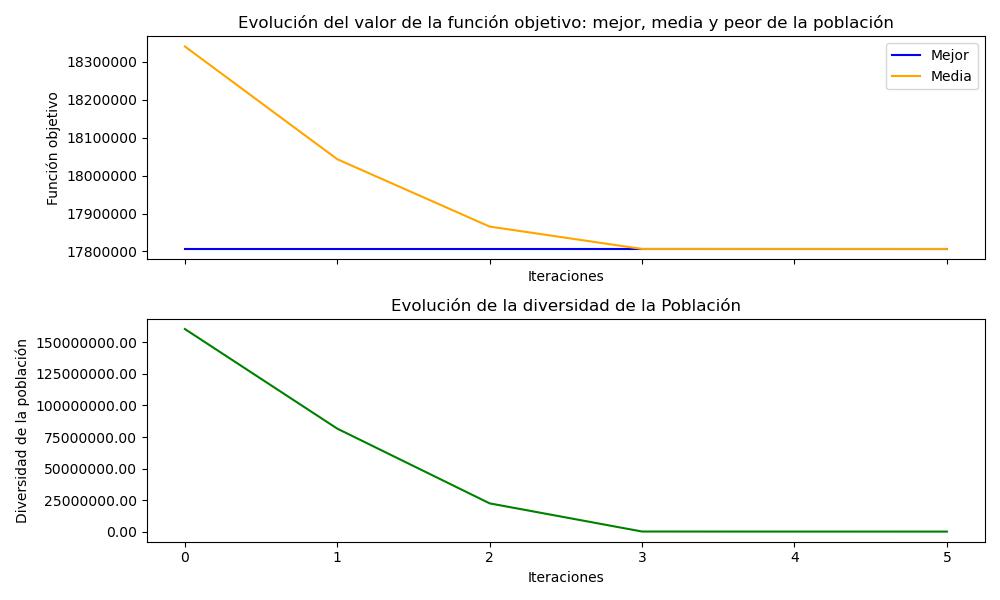 Evolución del valor de la función objetivo: mejor, media y peor de la población
Función objetivo
18300000
18200000
18100000
18000000
17900000
17800000
Mejor
Media
Iteraciones
Evolución de la diversidad de la Población
Diversidad de la población
150000000.00
125000000.00
100000000.00
75000000.00
50000000.00
25000000.00
0.00
0 1 2 3 4 5
Iteraciones